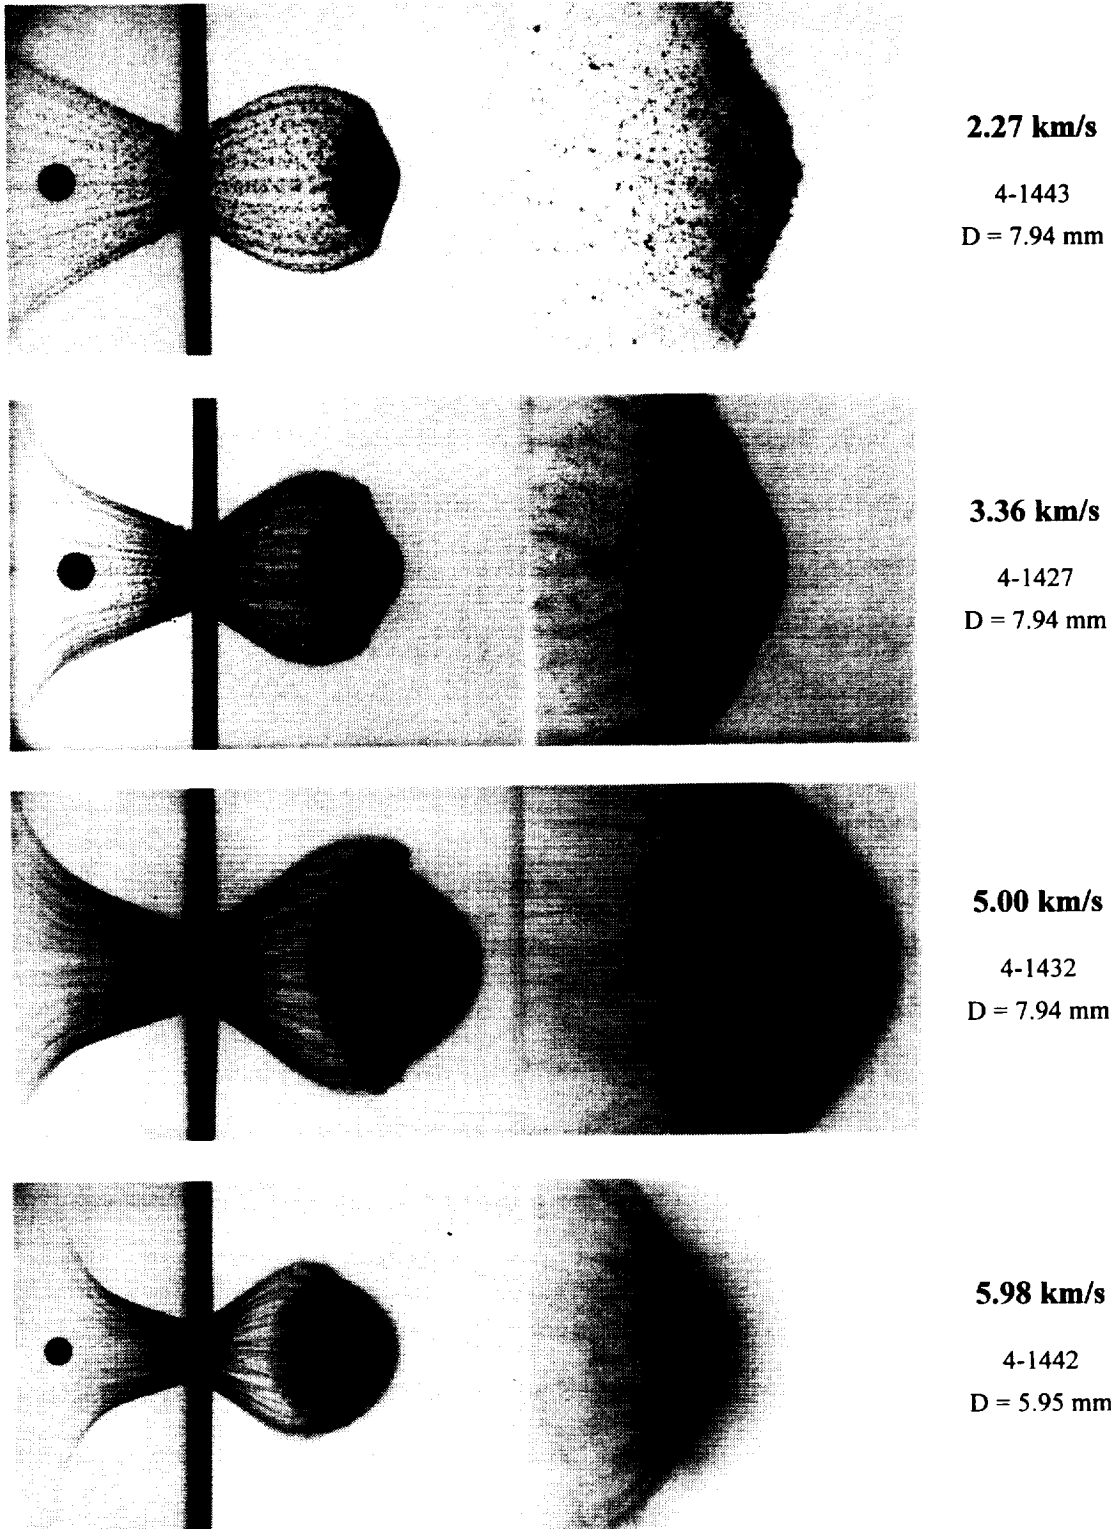 2.27 km/s
4-1443
D = 7.94 mm
3.36 km/s
4-1427
D = 7.94 mm
5.00 km/s
4-1432
D = 7.94 mm
5.98 km/s
4-1442
D = 5.95 mm